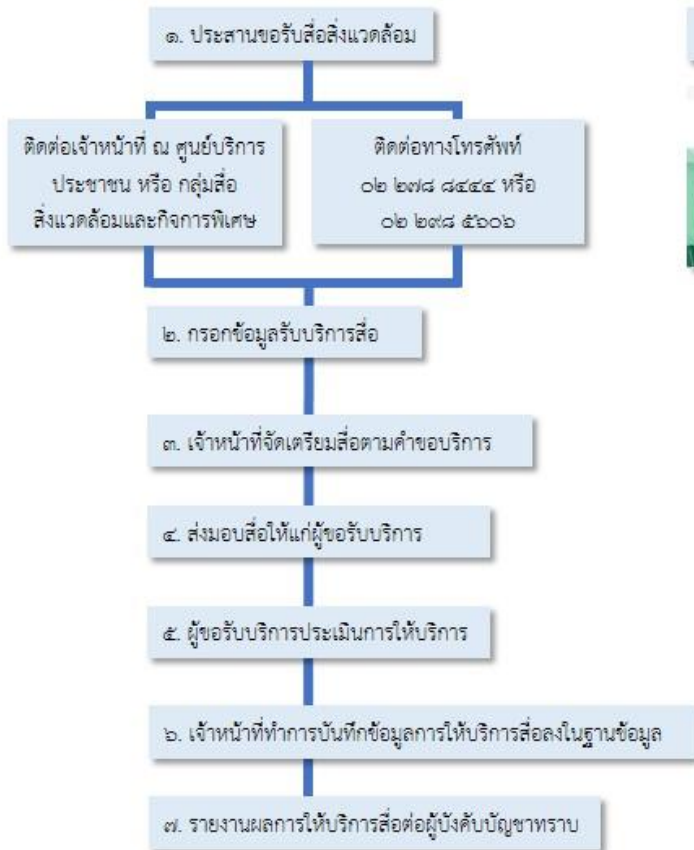 ๑. ประสานขอรับสื่อสิ่งแวดล้อม
ติดต่อเจ้าหน้าที่ ณ ศูนย์บริการ
ประชาชน หรือ กลุ่มสื่อ
สิ่งแวดล้อมและกิจการพิเศษ
ติดต่อทางโทรศัพท์
๐๒ ๒๗๘ ๘๔๔๔ หรือ
๐๒ ๒๙๘ ๕๖๐๖
๒. กรอกข้อมูลรับบริการสื่อ
๓. เจ้าหน้าที่จัดเตรียมสื่อตามคำขอบริการ
๔. ส่งมอบสื่อให้แก่ผู้ขอรับบริการ
๕. ผู้ขอรับบริการประเมินการให้บริการ
๖. เจ้าหน้าที่ทำการบันทึกข้อมูลการให้บริการสื่อลงในฐานข้อมูล
๗. รายงานผลการให้บริการสื่อต่อผู้บังคับบัญชาทราบ